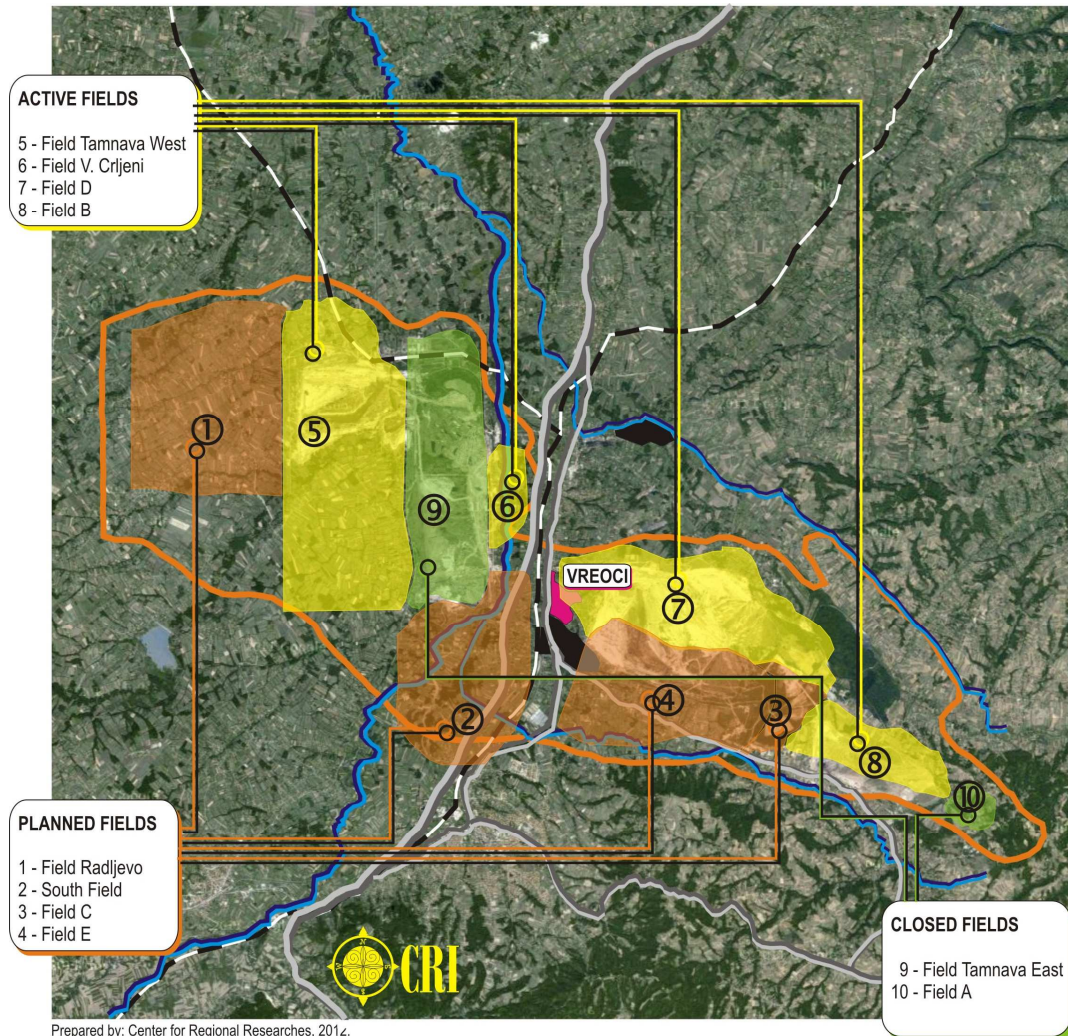 ACTIVE FIELDS
5 - Field Tamnava West
6 - Field V. Crljeni
7 - Field D
8 - Field B
1
5
9
6
VREOCI
7
2
4
3
8
10
PLANNED FIELDS
1 - Field Radljevo
2 - South Field
3 - Field C
4 - Field E
CRI
CLOSED FIELDS
9 - Field Tamnava East
10 - Field A
Prepared by: Center for Regional Researches, 2012.